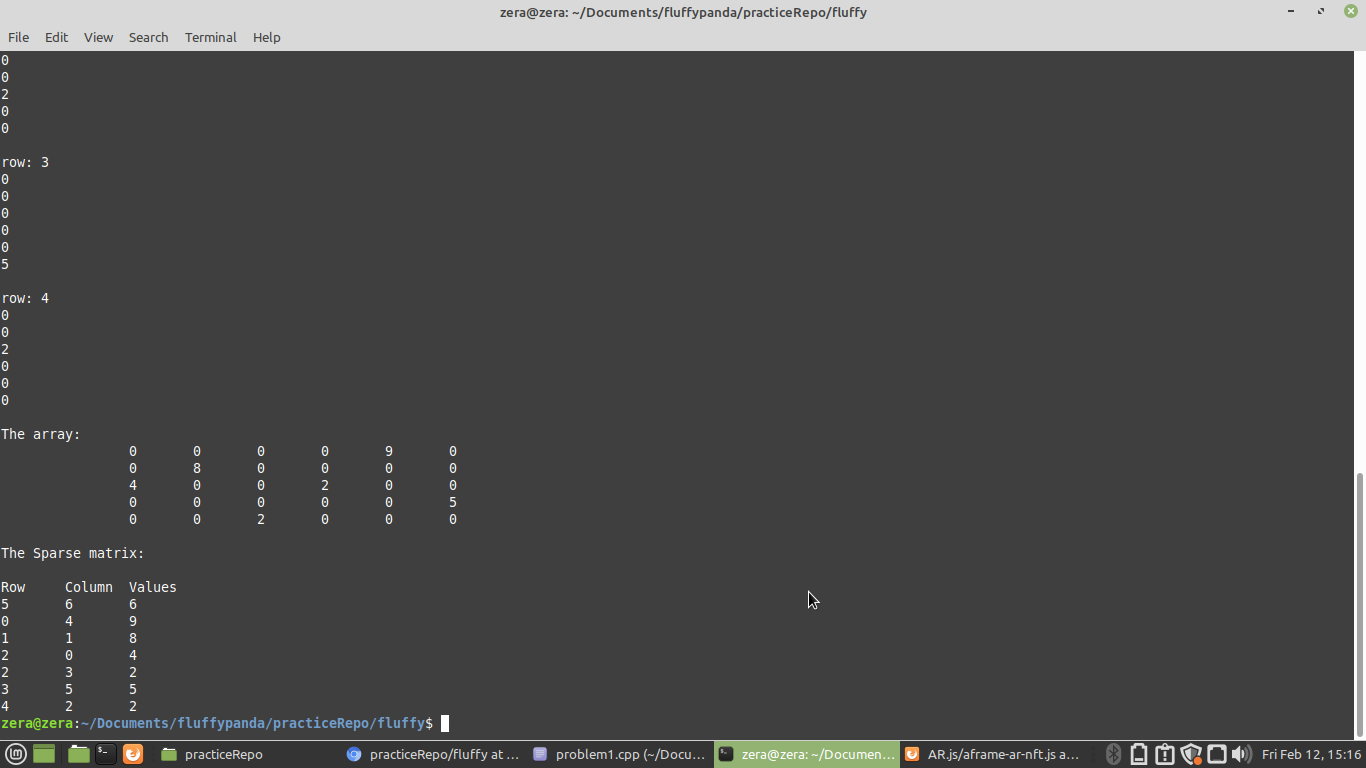 zera@zera: ~/Documents/fluffypanda/practiceRepo/fluffy
File Edit View Search Terminal Help
0
0
2
0
0
row: 3
0
0
0
0
0
5
row: 4
0
0
2
0
0
0
The array:
0 0 0 0 9 0
0 8 0 0 0 0
4 0 0 2 0 0
0 0 0 0 0 5
0 0 2 0 0 0
The Sparse matrix:
Row Column Values
5 6 6
0 4 9
1 1 8
2 0 4
2 3 2
3 5 5
4 2 2
zera@zera:~/Documents/fluffypanda/practiceRepo/fluffy$
practiceRepo practiceRepo/fluffy at ... problem1.cpp (~/Docu... zera@zera: ~/Documen... AR.js/aframe-ar-nft.js a... Fri Feb 12, 15:16